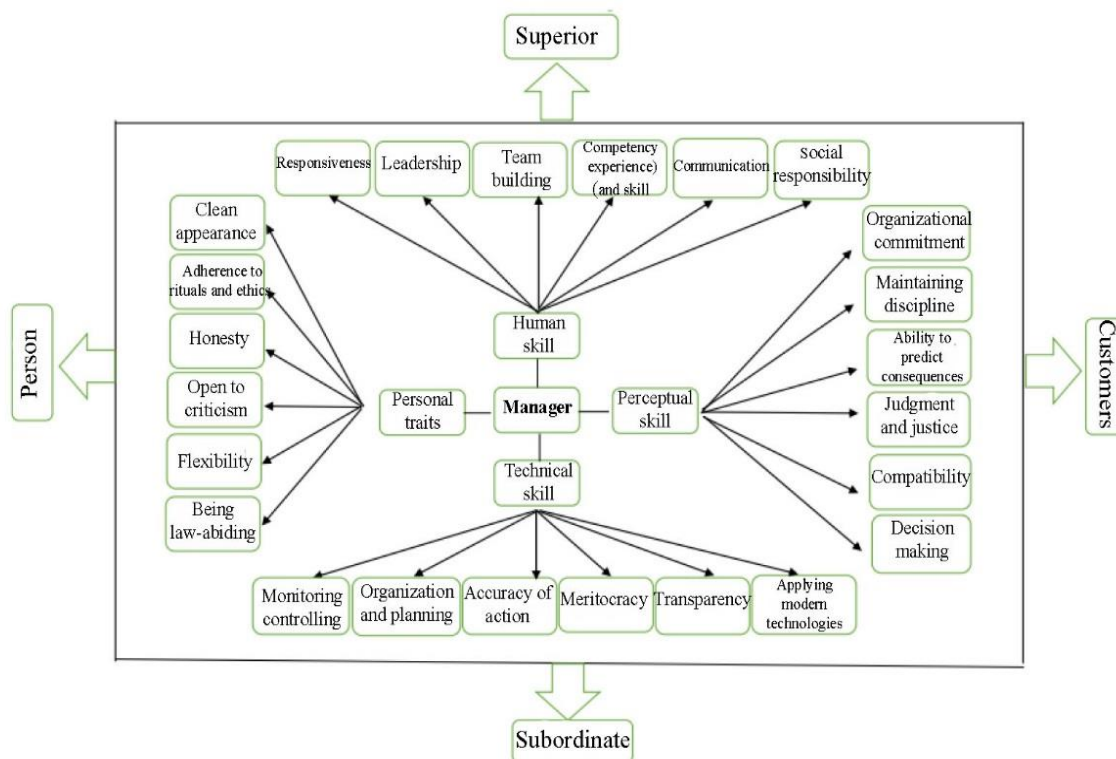 Superior
Responsiveness
Leadership
Team
building
Competency
experience)
(and skill
Communication
social
responsibility
Clean
appearance
Adherence to
rituals and ethics
Honesty
Open to
criticism
Flexibility
Being
law-abiding
Person
Human
skill
Personal
traits
Manager
Perceptual
skill
Technical
skill
Organizational
commitment
Maintaining
discipline
Ability to
predict
consequences
Judgment
and justice
Compatibility
Decision
making
Customers
Monitoring
controlling
Organization
and planning
Accuracy of
action
Meritocracy
Transparency
Applying
modern
technologies
Subordinate